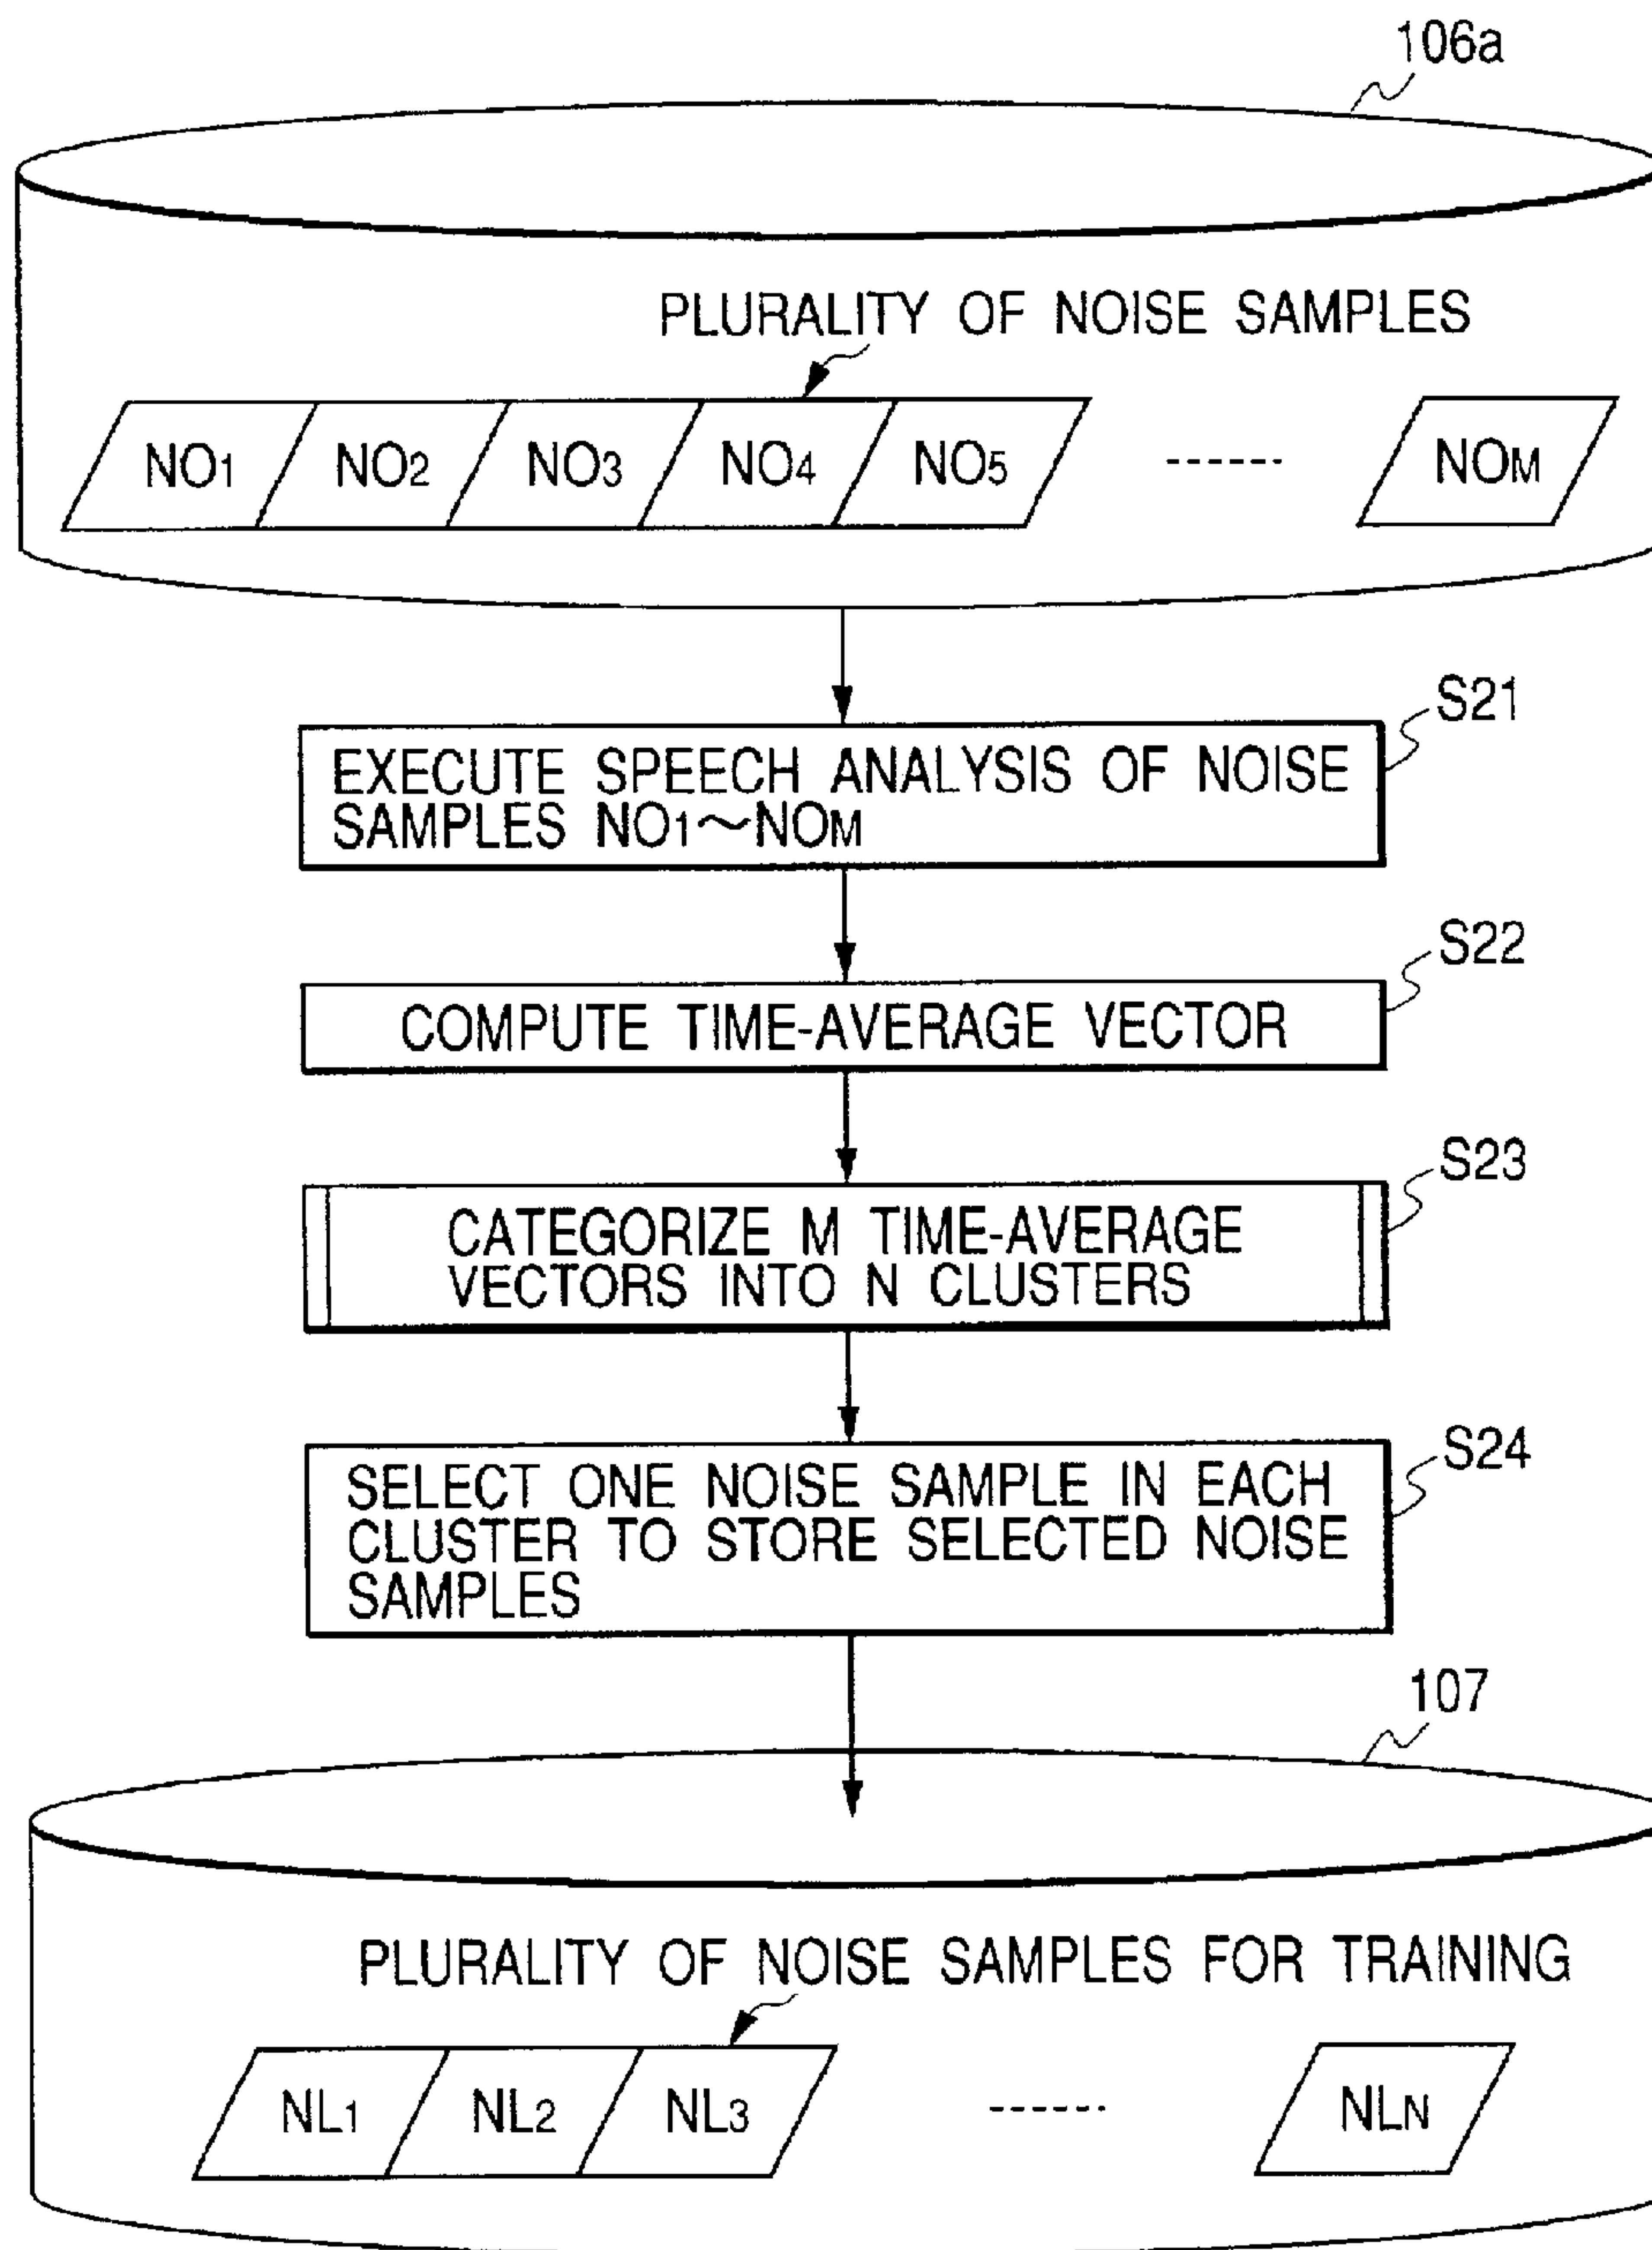 106a
PLURALITY OF NOISE SAMPLES
NO1 NO2 NO3 NO4 NO5 ------ NOM
S21
EXECUTE SPEECH ANALYSIS OF NOISE
SAMPLES NO1~NOM
S22
COMPUTE TIME-AVERAGE VECTOR
S23
CATEGORIZE M TIME-AVERAGE
VECTORS INTO N CLUSTERS
S24
SELECT ONE NOISE SAMPLE IN EACH
CLUSTER TO STORE SELECTED NOISE
SAMPLES
107
PLURALITY OF NOISE SAMPLES FOR TRAINING
NL1 NL2 NL3 ------ NLN